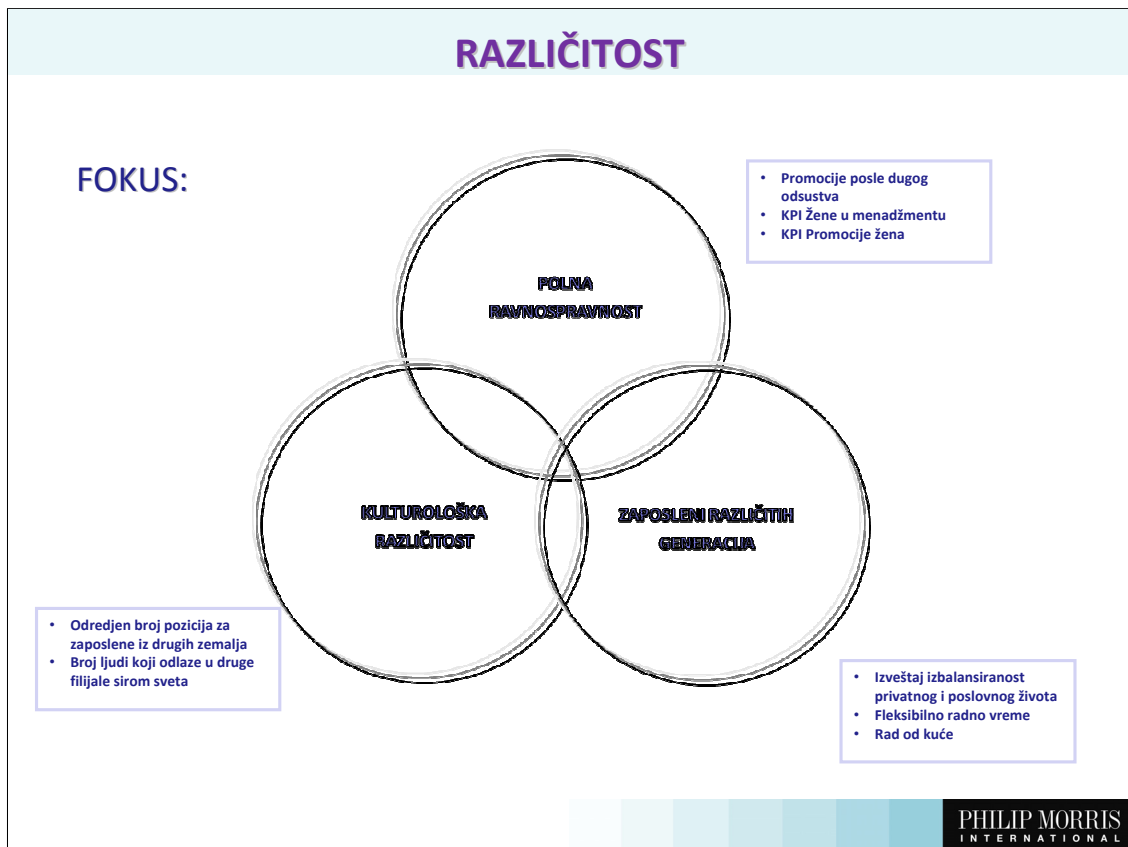 RAZLIČITOST
FOKUS:
• Promocije posle dugog
odsustva
• KPI Žene u menadžmentu
• KPI Promocije žena
POLNA
RAVNOSPRAVNOST
KULTUROLOŠKA
RAZLIČITOST
ZAPOSLENI RAZLIČITIH
GENERACIJA
• Odredjen broj pozicija za
zaposlene iz drugih zemalja
• Broj ljudi koji odlaze u druge
filijale sirom sveta
• Izveštaj izbalansiranost
privatnog i poslovnog života
• Fleksibilno radno vreme
• Rad od kuće
PHILIP MORRIS
INTERNATIONAL